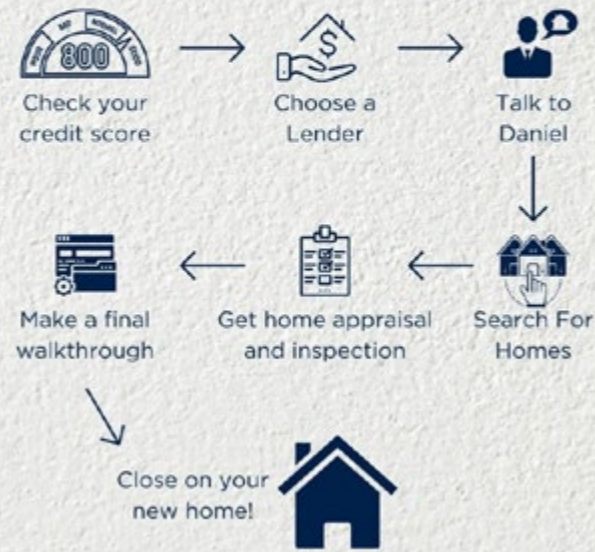 800
Check your
credit score
Choose a
Lender
Talk to
Daniel
Search For
Homes
Get home appraisal
and inspection
Make a final
walkthrough
Close on your
new home!